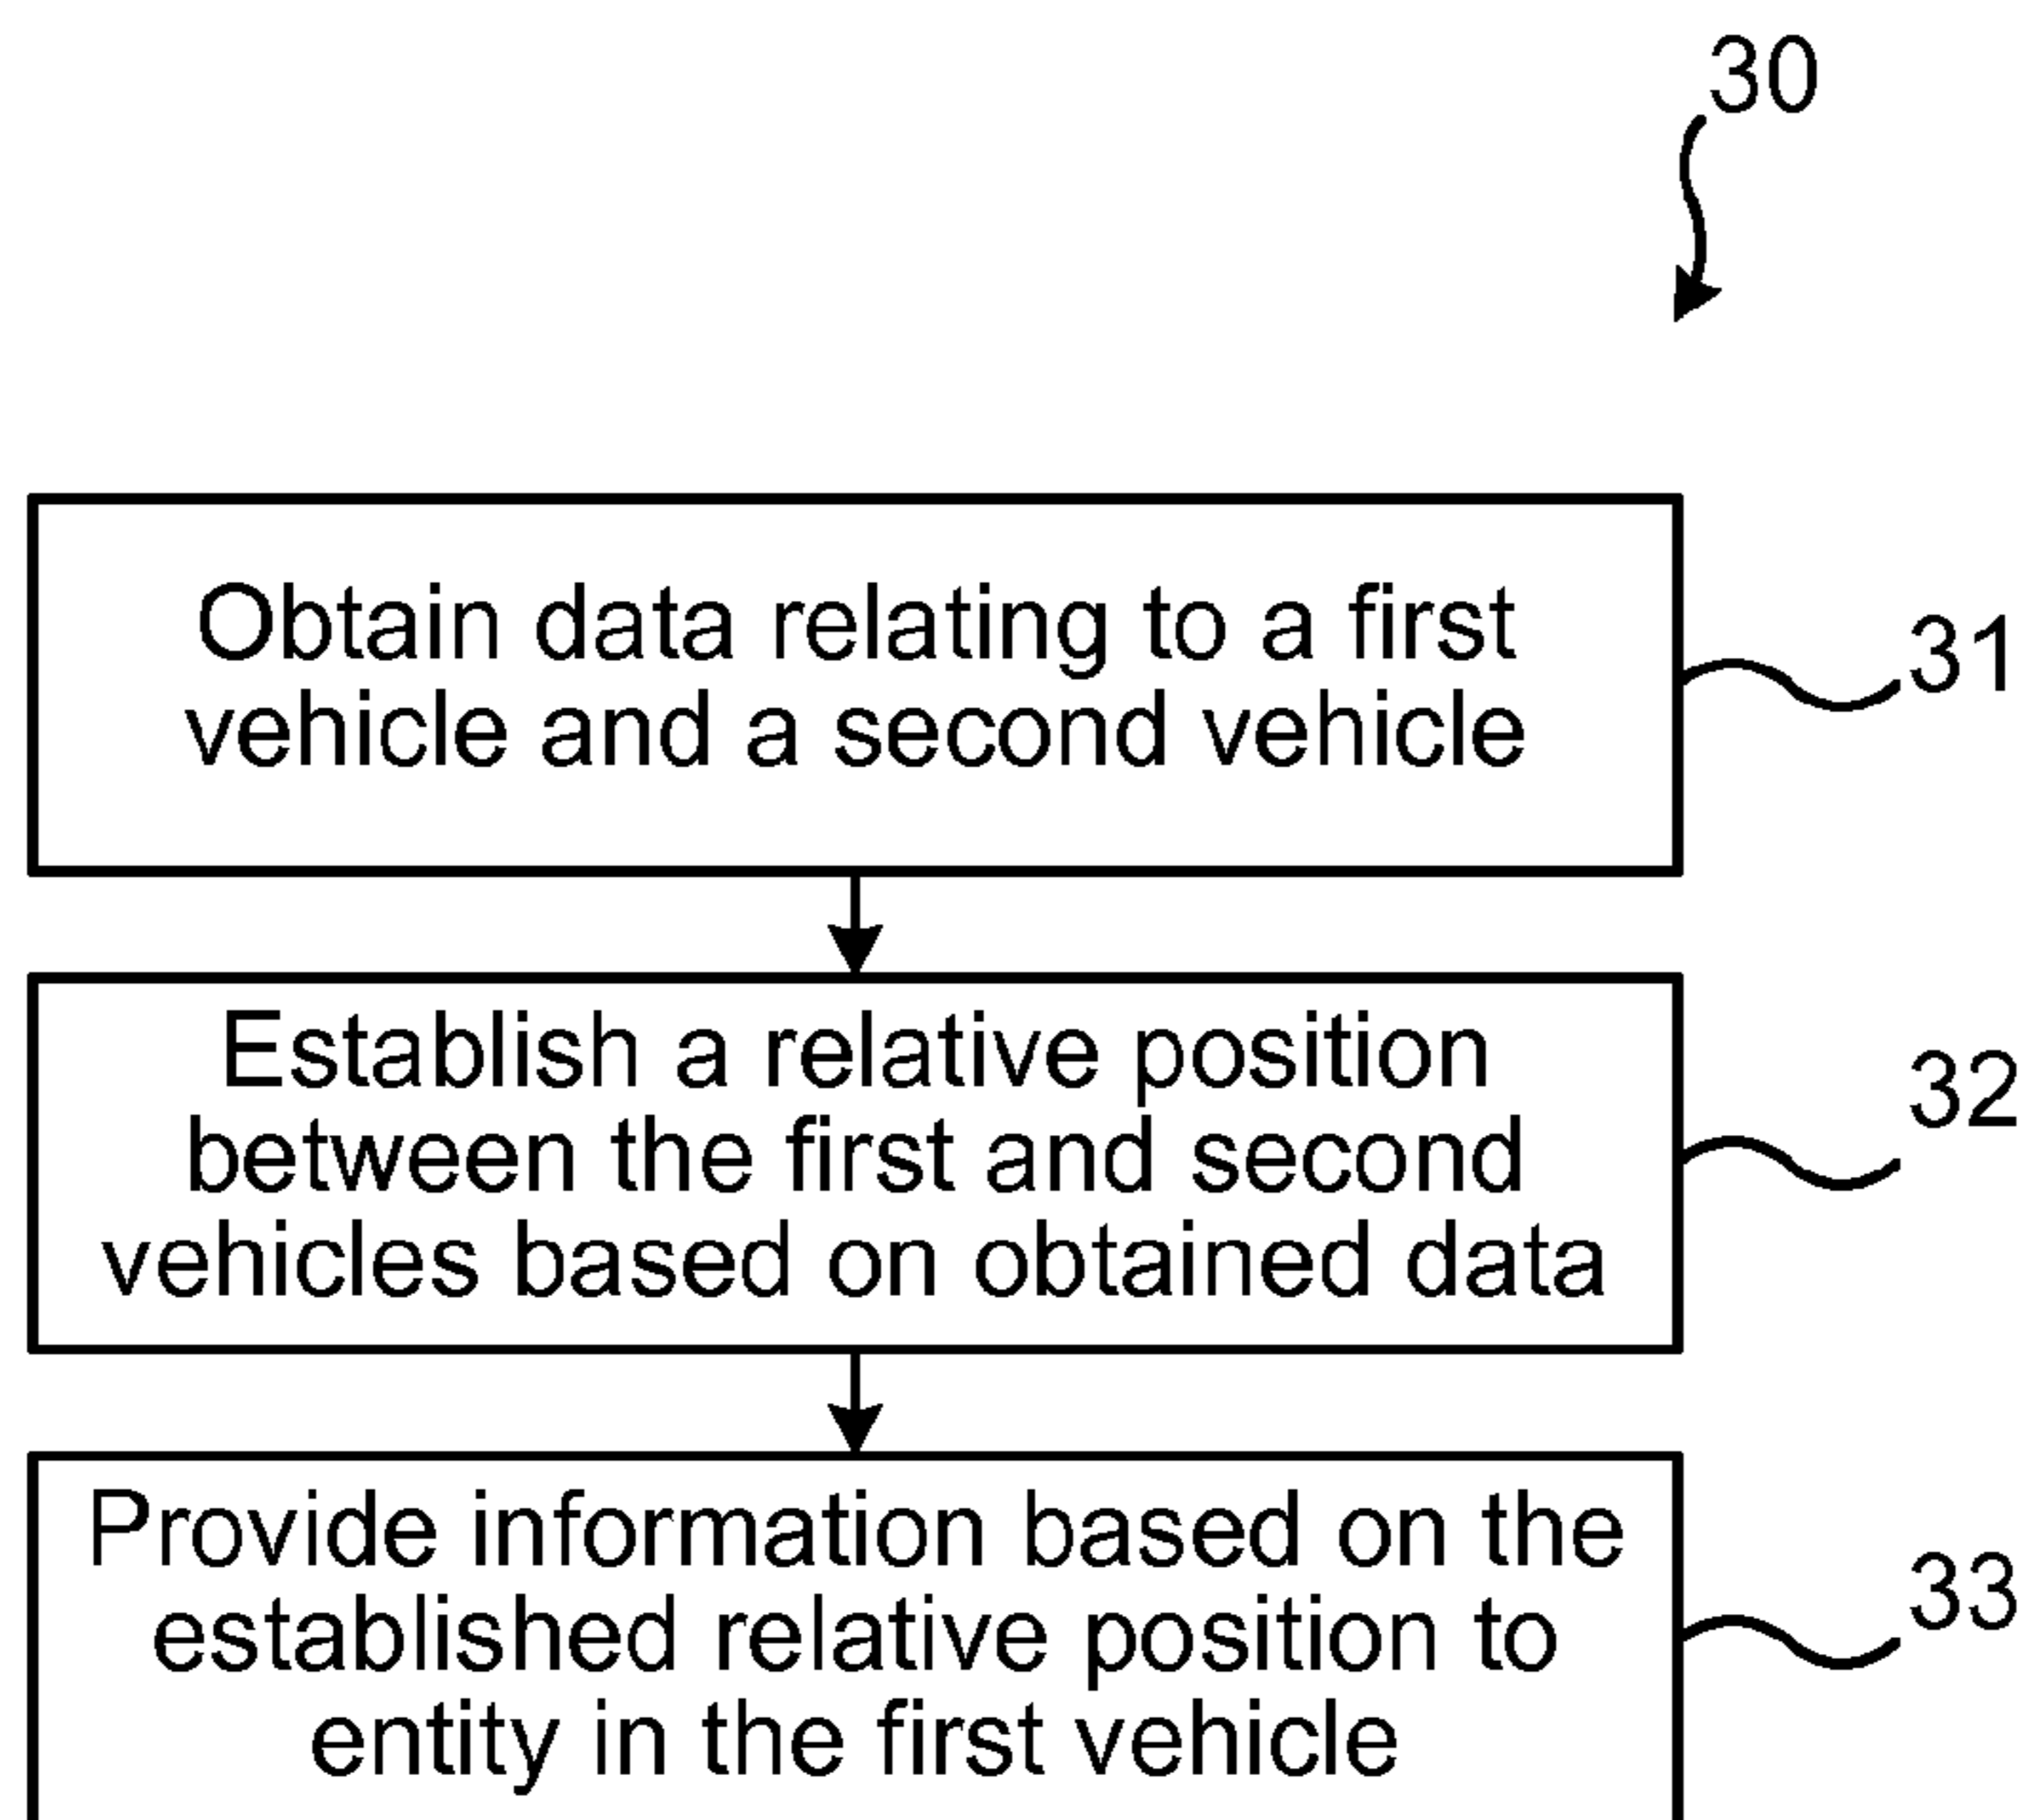 30
Obtain data relating to a first
vehicle and a second vehicle
31
Establish a relative position
between the first and second
vehicles based on obtained data
32
Provide information based on the
established relative position to
entity in the first vehicle
33